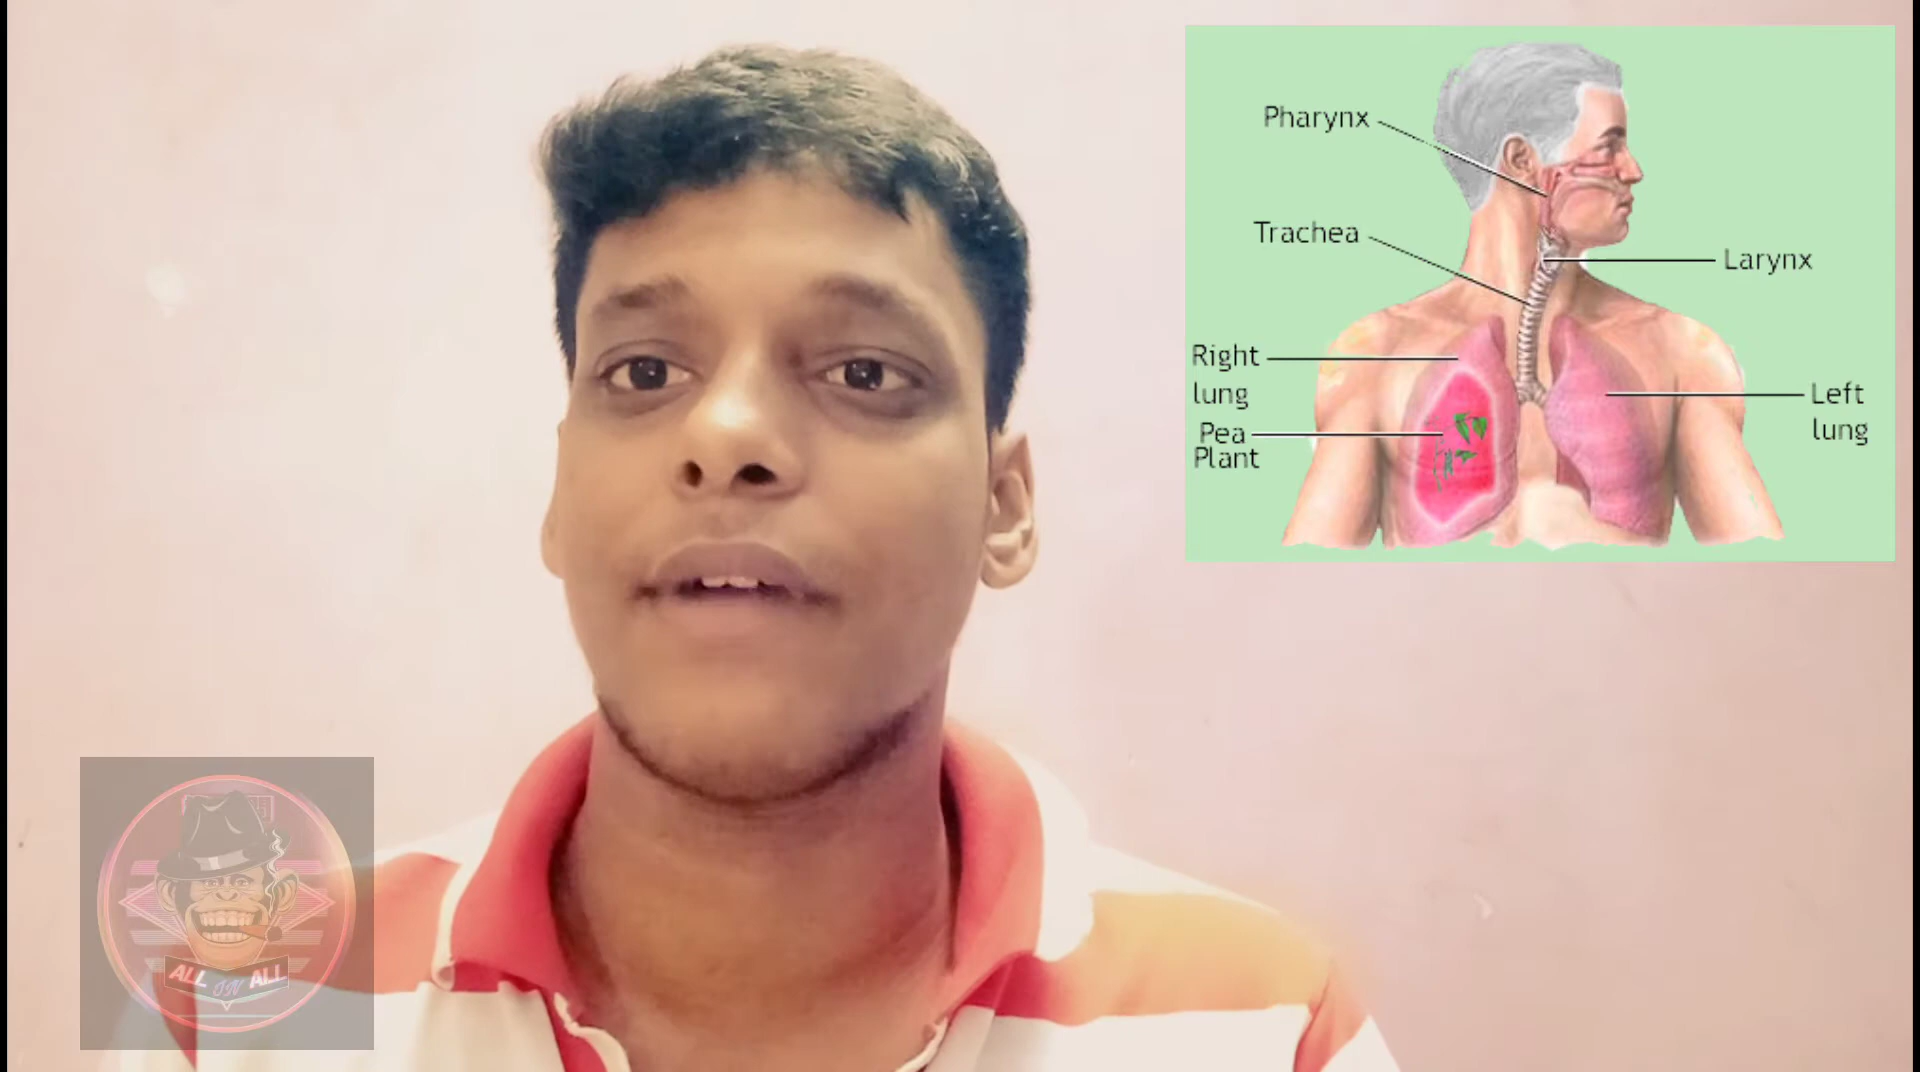 Pharynx
Trachea
Larynx
Right
lung
Left
lung
Pea
Plant
ALL IN ALL